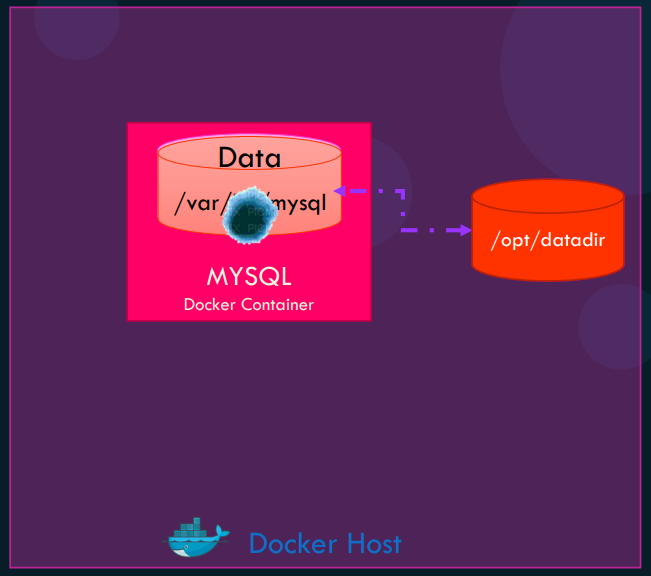 Data
/var/ /mysql
/opt/datadir
MYSQL
Docker Container
Docker Host